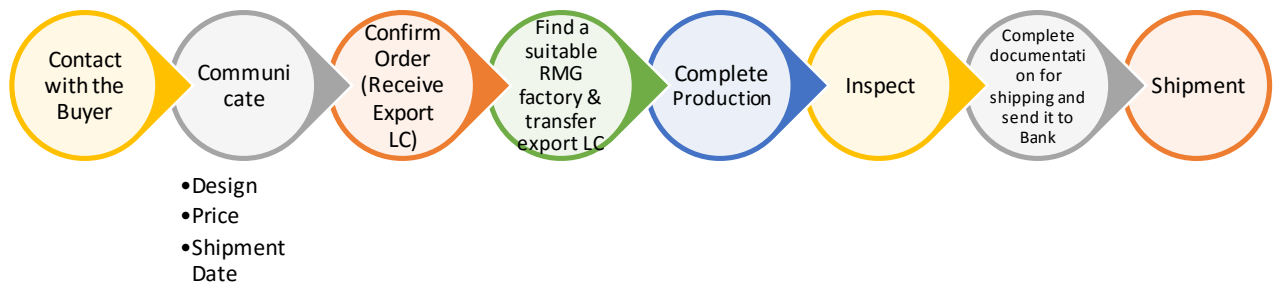 Contact
with the
Buyer
Communi
cate
Confirm
Order
(Receive
Export
LC)
Find a
suitable
RMG
factory &
transfer
export LC
Complete
Production
Inspect
Complete
documentati
on for
shipping and
send it to
Bank
Shipment
•Design
•Price
•Shipment
Date